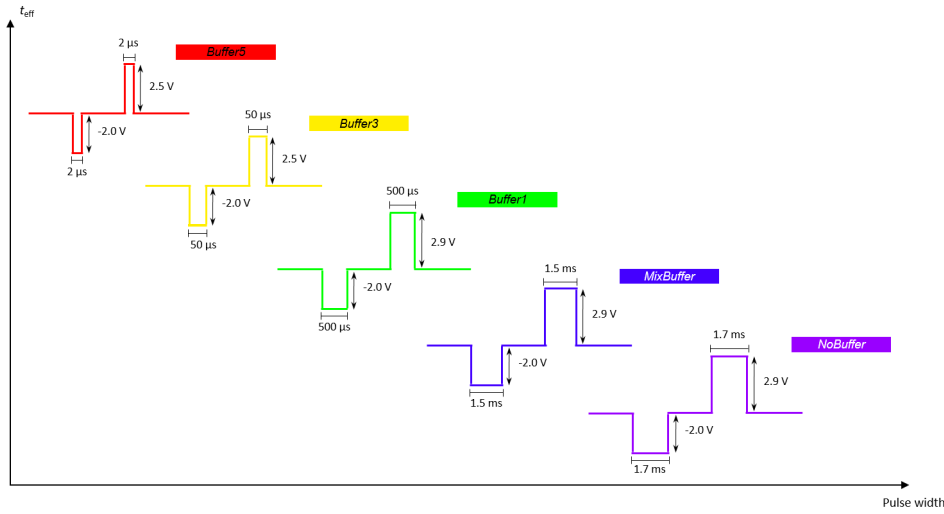 t_eff
2 µs
Buffer5
2.5 V
-2.0 V
2 µs
50 µs
Buffer3
2.5 V
-2.0 V
50 µs
500 µs
Buffer1
2.9 V
-2.0 V
500 µs
1.5 ms
MixBuffer
2.9 V
-2.0 V
1.5 ms
1.7 ms
NoBuffer
2.9 V
-2.0 V
1.7 ms
Pulse width